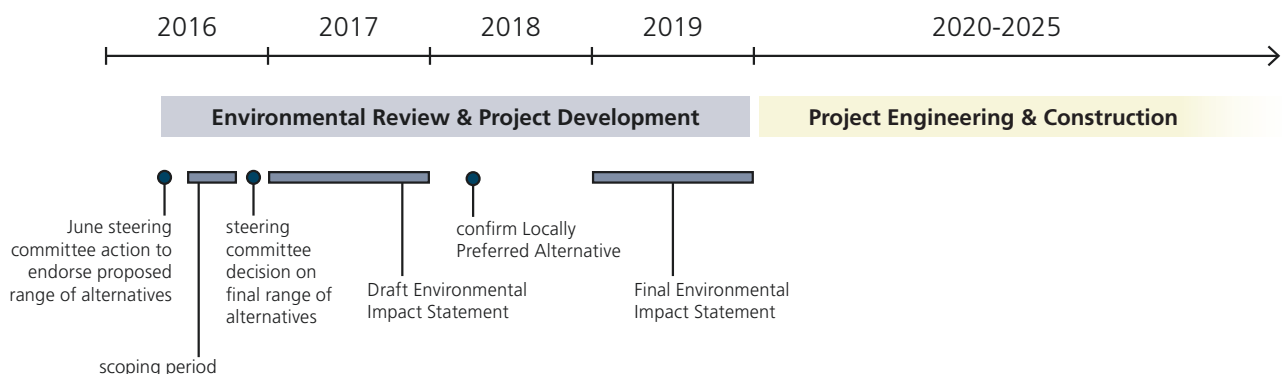 2016
2017
2018
2019
2020-2025
Environmental Review & Project Development
Project Engineering & Construction
June steering
committee action to
endorse proposed
range of alternatives
scoping period
steering
committee
decision on
final range of
alternatives
Draft Environmental
Impact Statement
confirm Locally
Preferred Alternative
Final Environmental
Impact Statement